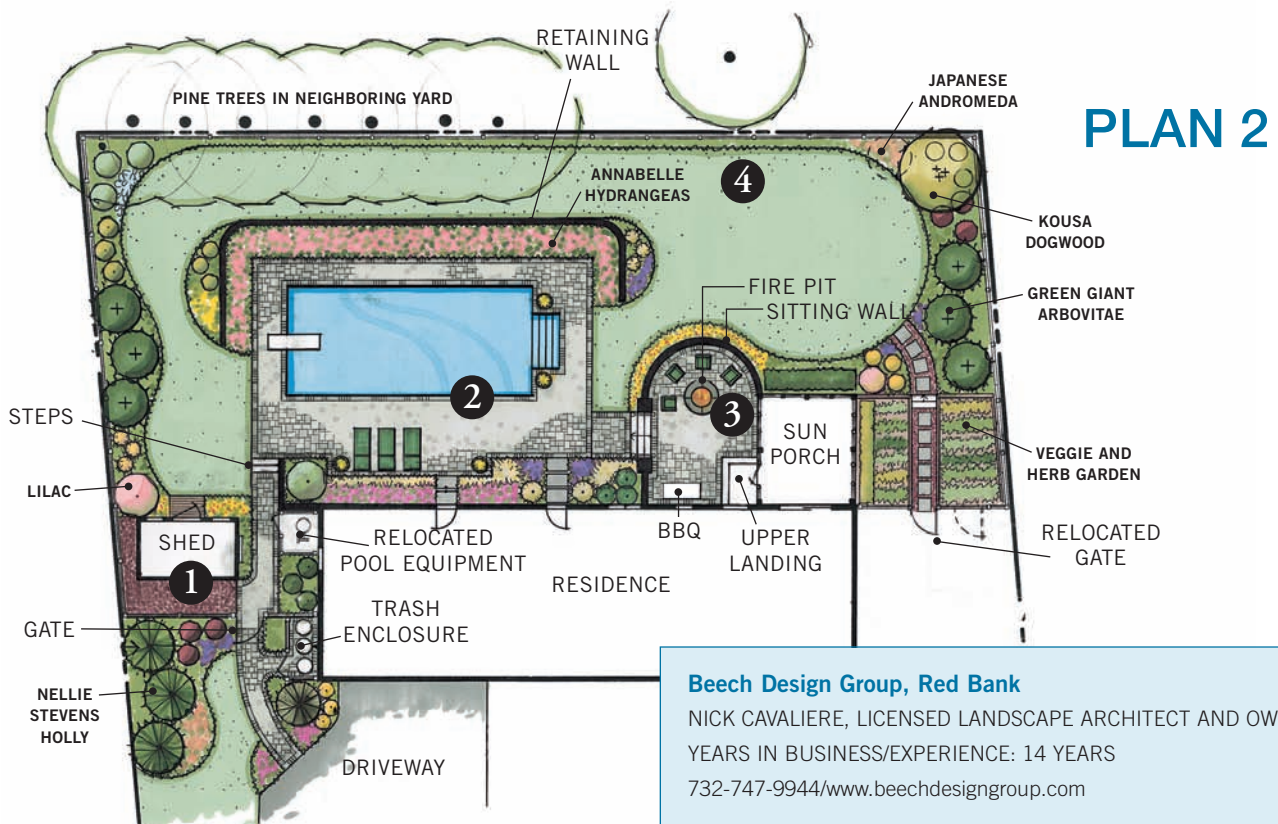 RETAINING
WALL
PINE TREES IN NEIGHBORING YARD
JAPANESE
ANDROMEDA
PLAN 2
4
ANNABELLE
HYDRANGEAS
KOUSA
DOGWOOD
FIRE PIT
SITTING WALL
GREEN GIANT
ARBOVITAE
2
3
STEPS
SUN
PORCH
VEGGIE AND
HERB GARDEN
LILAC
SHED
1
RELOCATED
POOL EQUIPMENT
BBQ
UPPER
LANDING
RELOCATED
GATE
RESIDENCE
TRASH
ENCLOSURE
GATE
NELLIE
STEVENS
HOLLY
DRIVEWAY
Beech Design Group, Red Bank
NICK CAVALIERE, LICENSED LANDSCAPE ARCHITECT AND OW
YEARS IN BUSINESS/EXPERIENCE: 14 YEARS
732-747-9944/www.beechdesigngroup.com